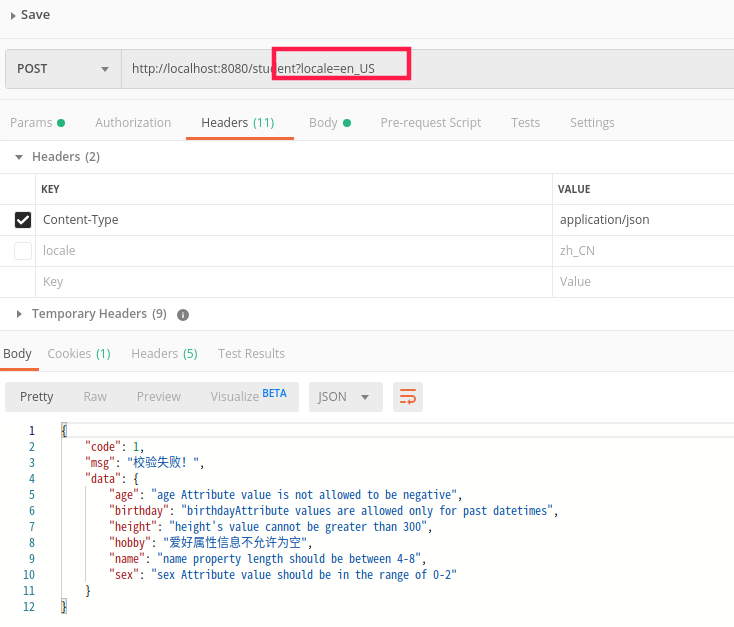 Save
POST http://localhost:8080/student?locale=en_US
Params Authorization Headers (11) Body Pre-request Script Tests Settings
Headers (2)
KEY VALUE
Content-Type application/json
locale zh_CN
Key Value
Temporary Headers (9) i
Body Cookies (1) Headers (5) Test Results
Pretty Raw Preview Visualize BETA JSON
1 {
2 "code": 1,
3 "msg": "校验失败！",
4 "data": {
5 "age": "age Attribute value is not allowed to be negative",
6 "birthday": "birthdayAttribute values are allowed only for past datetimes",
7 "height": "height's value cannot be greater than 300",
8 "hobby": "爱好属性信息不允许为空",
9 "name": "name property length should be between 4-8",
10 "sex": "sex Attribute value should be in the range of 0-2"
11 }
12 }